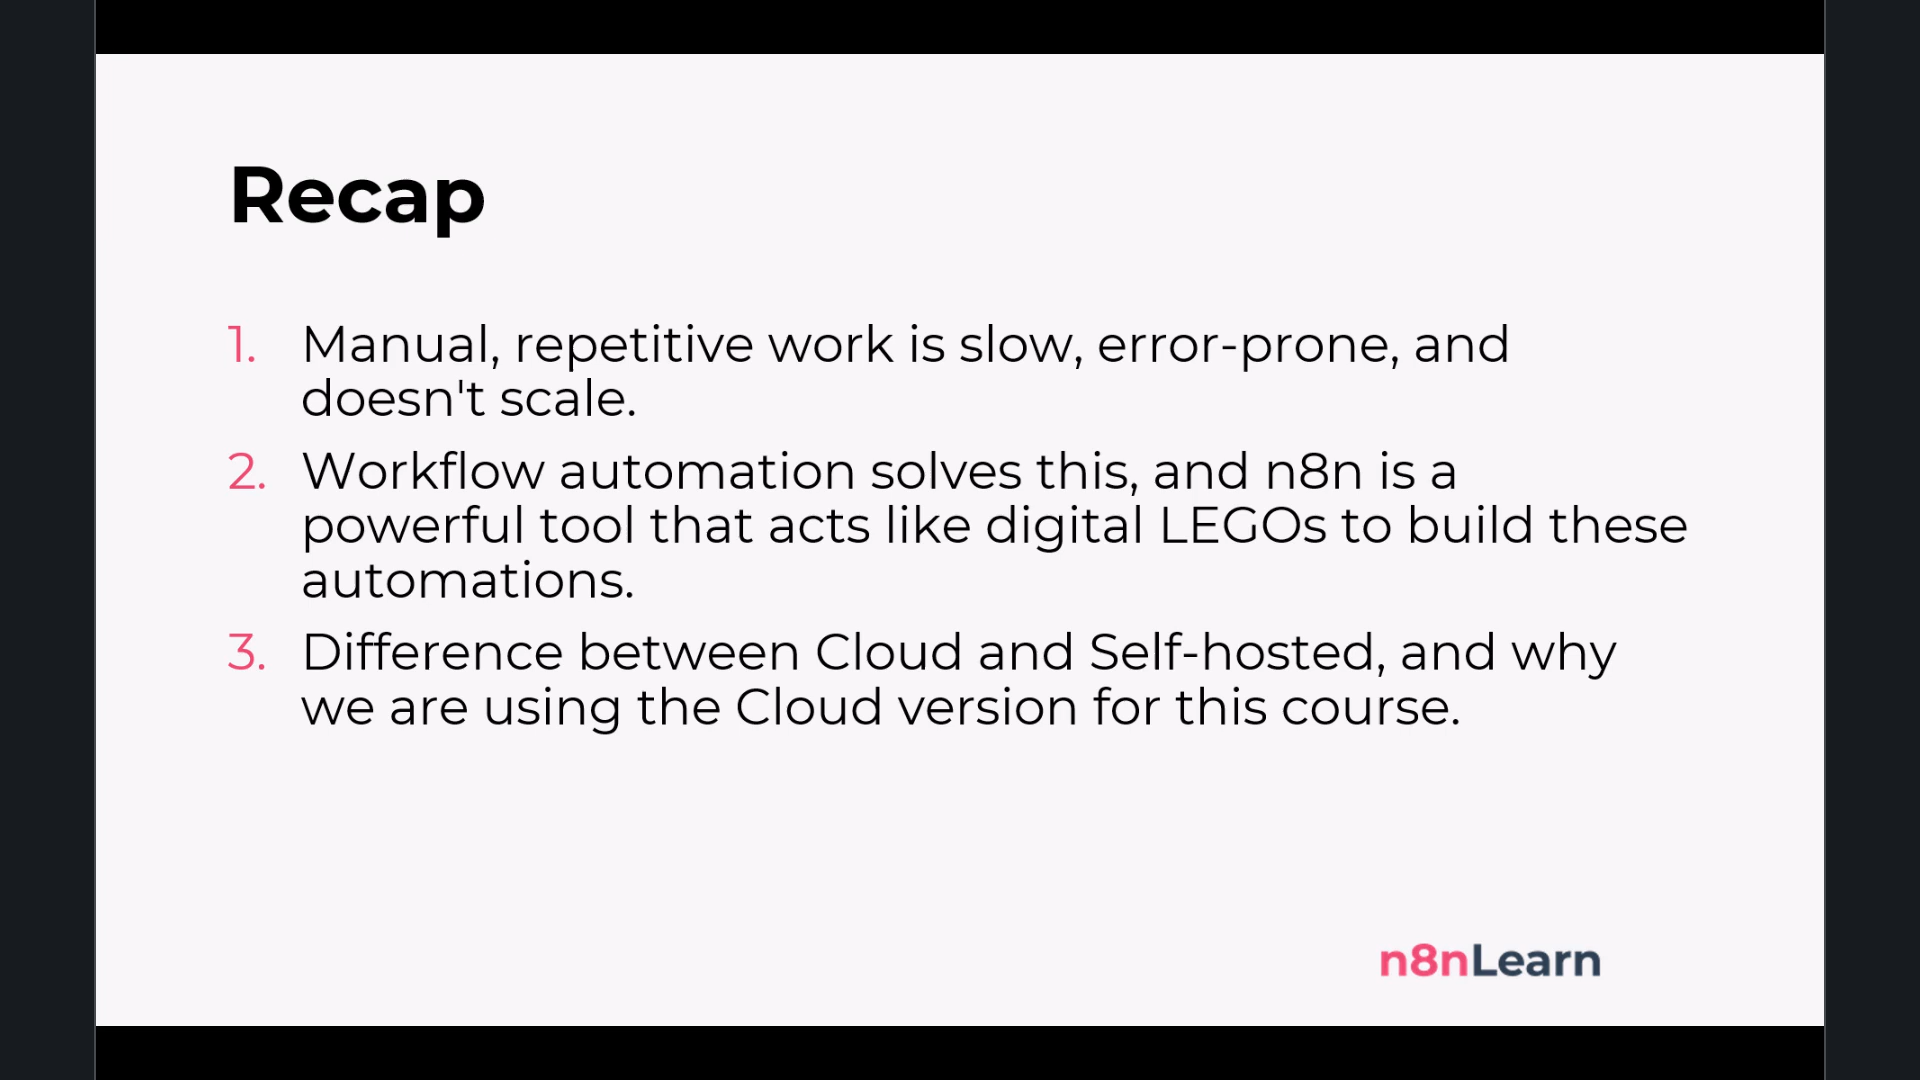 Recap
1. Manual, repetitive work is slow, error-prone, and
doesn't scale.
2. Workflow automation solves this, and n8n is a
powerful tool that acts like digital LEGOs to build these
automations.
3. Difference between Cloud and Self-hosted, and why
we are using the Cloud version for this course.
n8nLearn